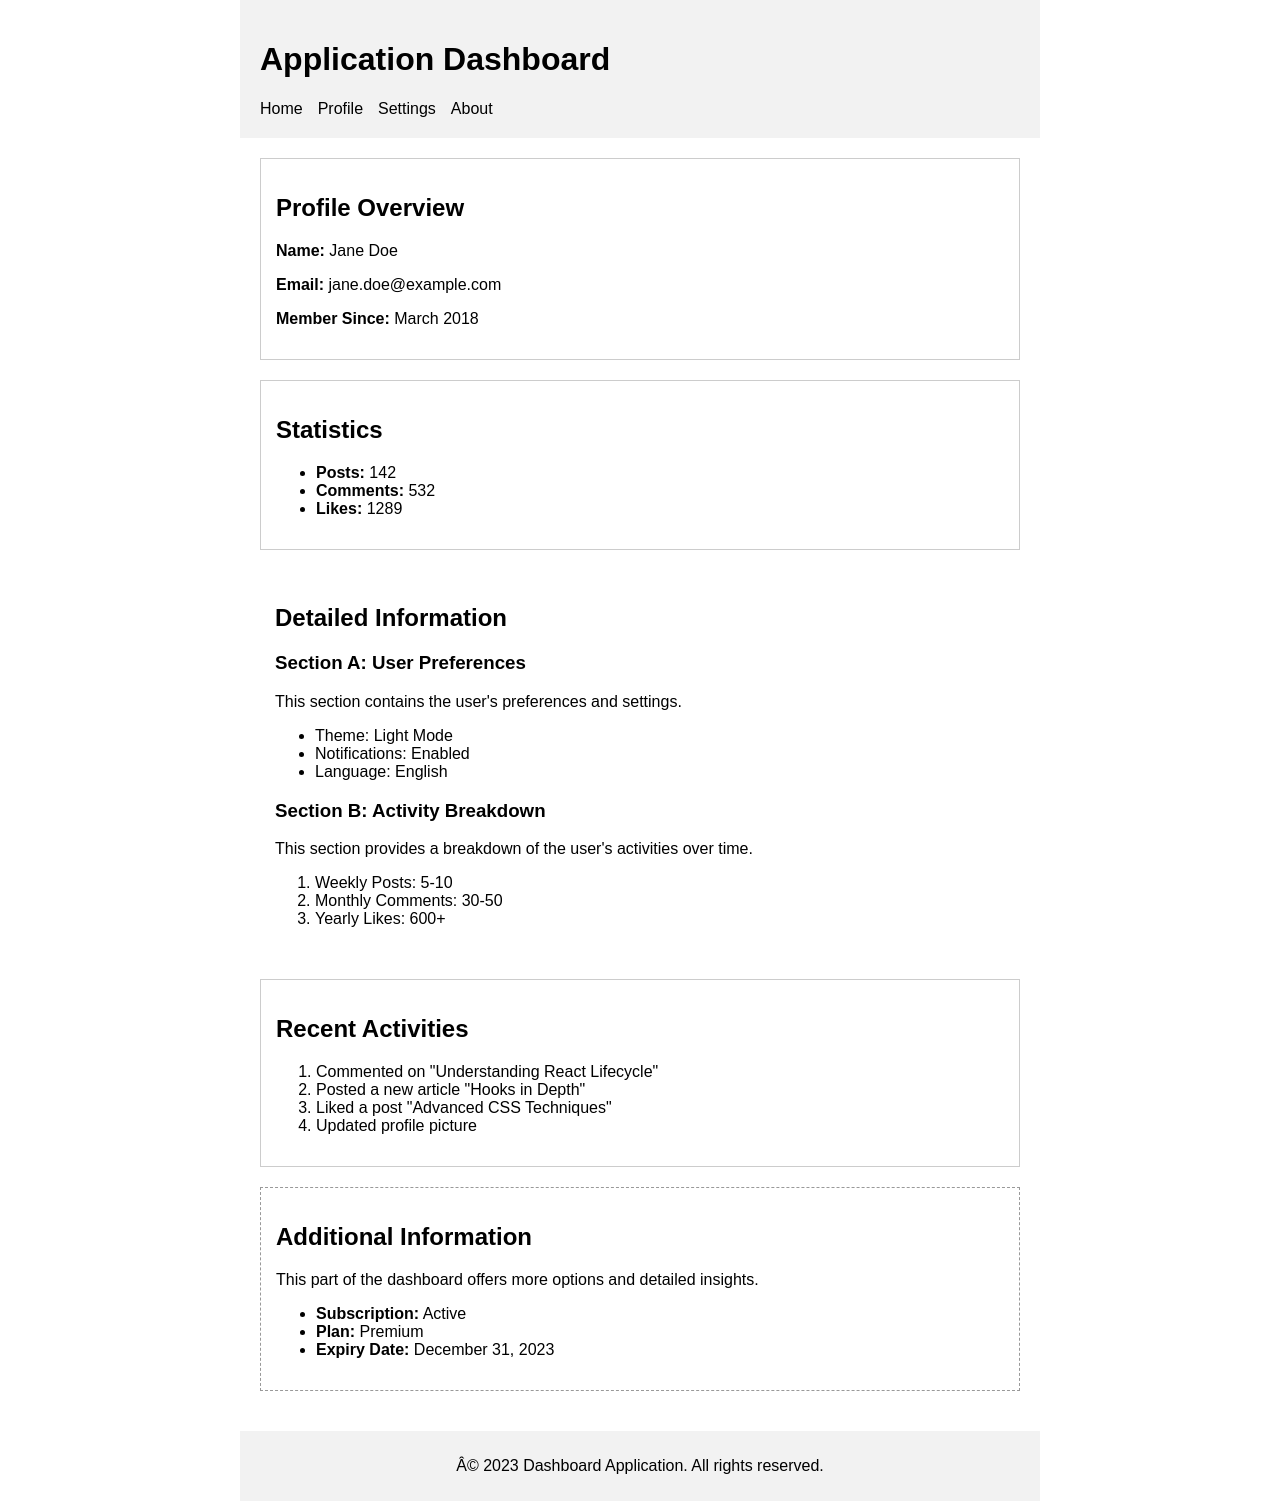 Application Dashboard
Home Profile Settings About
Profile Overview
Name: Jane Doe
Email: jane.doe@example.com
Member Since: March 2018
Statistics
• Posts: 142
• Comments: 532
• Likes: 1289
Detailed Information
Section A: User Preferences
This section contains the user's preferences and settings.
• Theme: Light Mode
• Notifications: Enabled
• Language: English
Section B: Activity Breakdown
This section provides a breakdown of the user's activities over time.
1. Weekly Posts: 5-10
2. Monthly Comments: 30-50
3. Yearly Likes: 600+
Recent Activities
1. Commented on "Understanding React Lifecycle"
2. Posted a new article "Hooks in Depth"
3. Liked a post "Advanced CSS Techniques"
4. Updated profile picture
Additional Information
This part of the dashboard offers more options and detailed insights.
• Subscription: Active
• Plan: Premium
• Expiry Date: December 31, 2023
Â© 2023 Dashboard Application. All rights reserved.